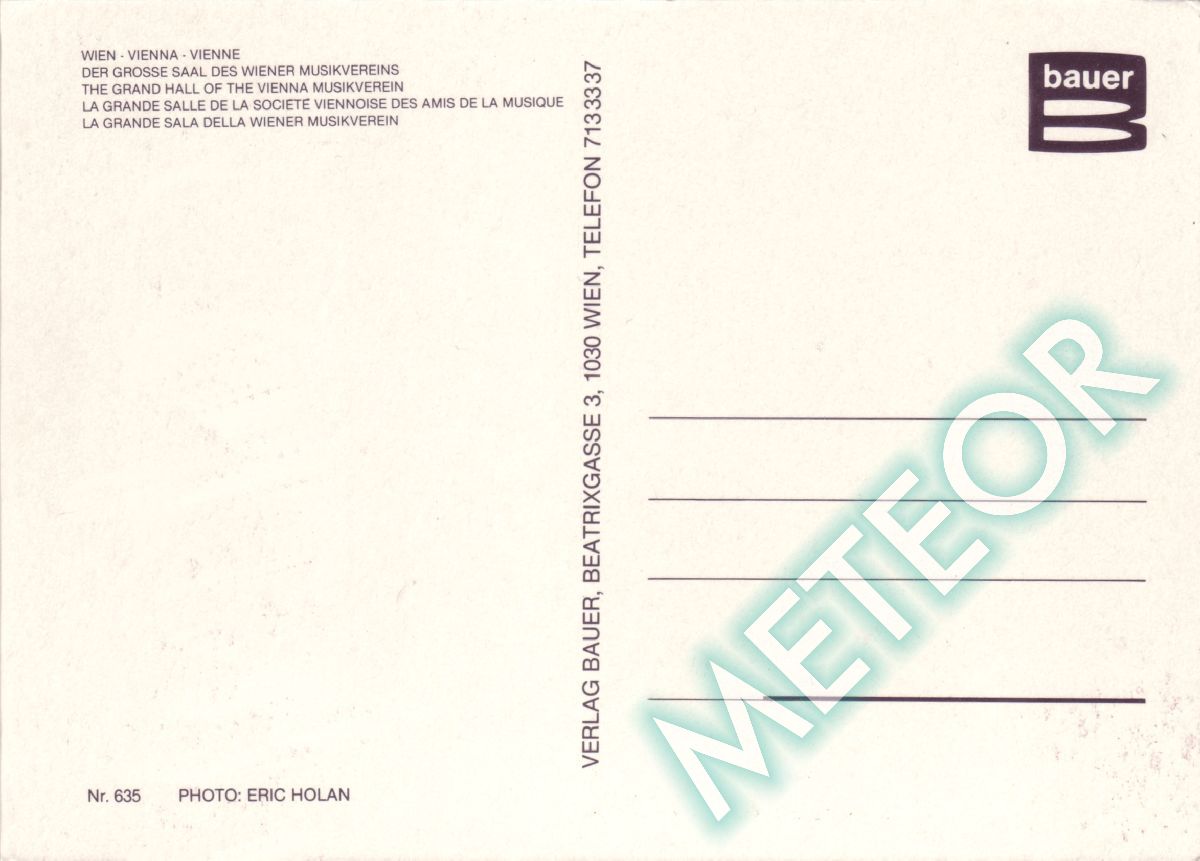 WIEN - VIENNA - VIENNE
DER GROSSE SAAL DES WIENER MUSIKVEREINS
THE GRAND HALL OF THE VIENNA MUSIKVEREIN
LA GRANDE SALLE DE LA SOCIÉTÉ VIENNOISE DES AMIS DE LA MUSIQUE
LA GRANDE SALA DELLA WIENER MUSIKVEREIN
VERLAG BAUER, BEATRIXGASSE 3, 1030 WIEN, TELEFON 7133337
bauer
METEOR
Nr. 635 PHOTO: ERIC HOLAN